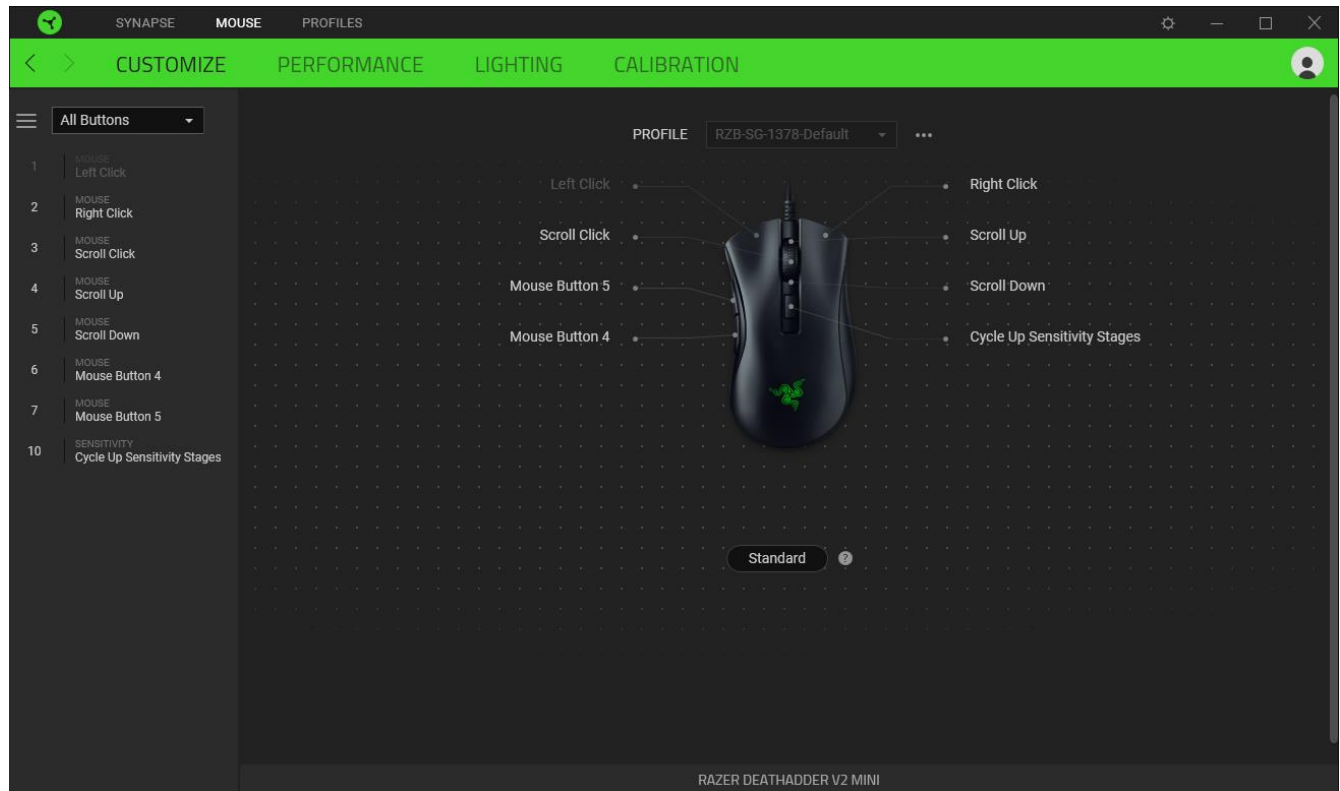 SYNAPSE MOUSE PROFILES
CUSTOMIZE PERFORMANCE LIGHTING CALIBRATION
All Buttons
PROFILE RZB-SG-1378-Default
1 MOUSE
Left Click
2 MOUSE
Right Click
3 MOUSE
Scroll Click
4 MOUSE
Scroll Up
5 MOUSE
Scroll Down
6 MOUSE
Mouse Button 4
7 MOUSE
Mouse Button 5
10 SENSITIVITY
Cycle Up Sensitivity Stages
Left Click Right Click
Scroll Click Scroll Up
Mouse Button 5 Scroll Down
Mouse Button 4 Cycle Up Sensitivity Stages
Standard ?
RAZER DEATHADDER V2 MINI